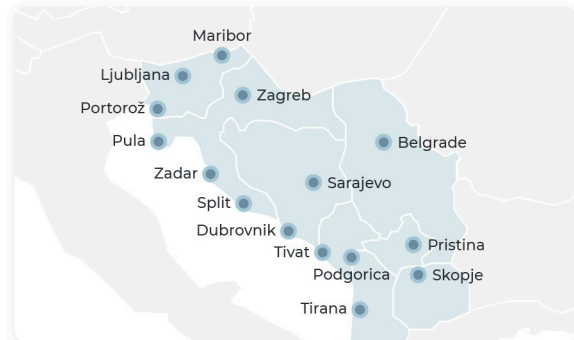 Maribor
Ljubljana
Zagreb
Portorož
Pula
Belgrade
Zadar
Sarajevo
Split
Dubrovnik
Tivat
Pristina
Podgorica
Skopje
Tirana